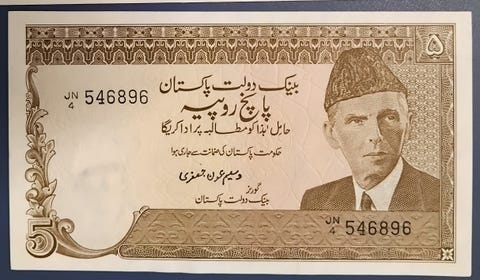 ۵
بینک دولت پاکستان
پانچ روپیہ
JN
4 546896
حامل ہذا کو مطالبہ پر ادا کریگا
حکومت پاکستان کی ضمانت سے جاری ہوا
وسیم عون جعفری
گورنر
بینک دولت پاکستان
JN
4 546896
5